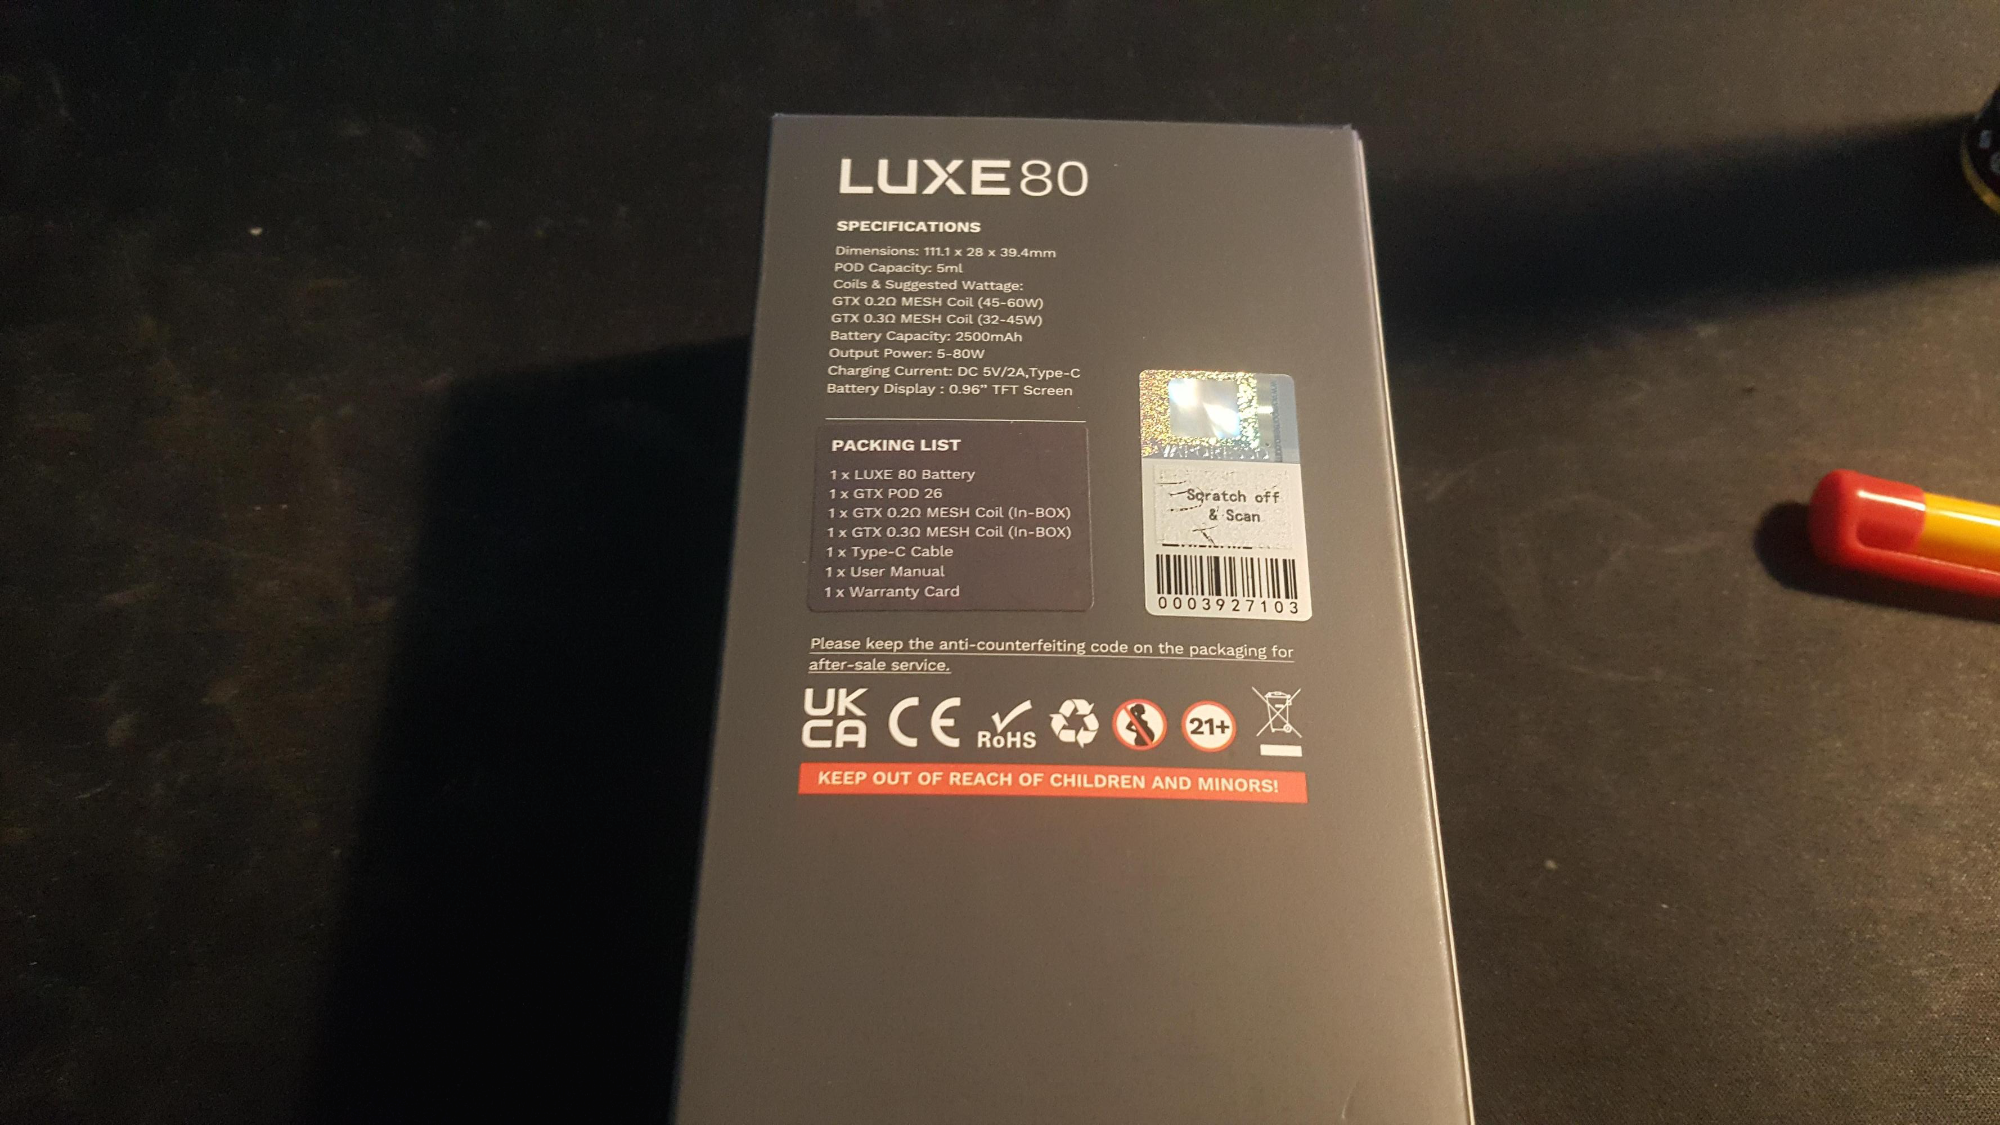 LUXE 80
SPECIFICATIONS
Dimensions: 111.1 x 28 x 39.4mm
POD Capacity: 5ml
Coils & Suggested Wattage:
GTX 0.2Ω MESH Coil (45-60W)
GTX 0.3Ω MESH Coil (32-45W)
Battery Capacity: 2500mAh
Output Power: 5-80W
Charging Current: DC 5V/2A,Type-C
Battery Display : 0.96” TFT Screen
PACKING LIST
1 x LUXE 80 Battery
1 x GTX POD 26
1 x GTX 0.2Ω MESH Coil (In-BOX)
1 x GTX 0.3Ω MESH Coil (In-BOX)
1 x Type-C Cable
1 x User Manual
1 x Warranty Card
Scratch off
& Scan
0003927103
Please keep the anti-counterfeiting code on the packaging for
after-sale service.
UK
CA
CE
RoHS
21+
KEEP OUT OF REACH OF CHILDREN AND MINORS!